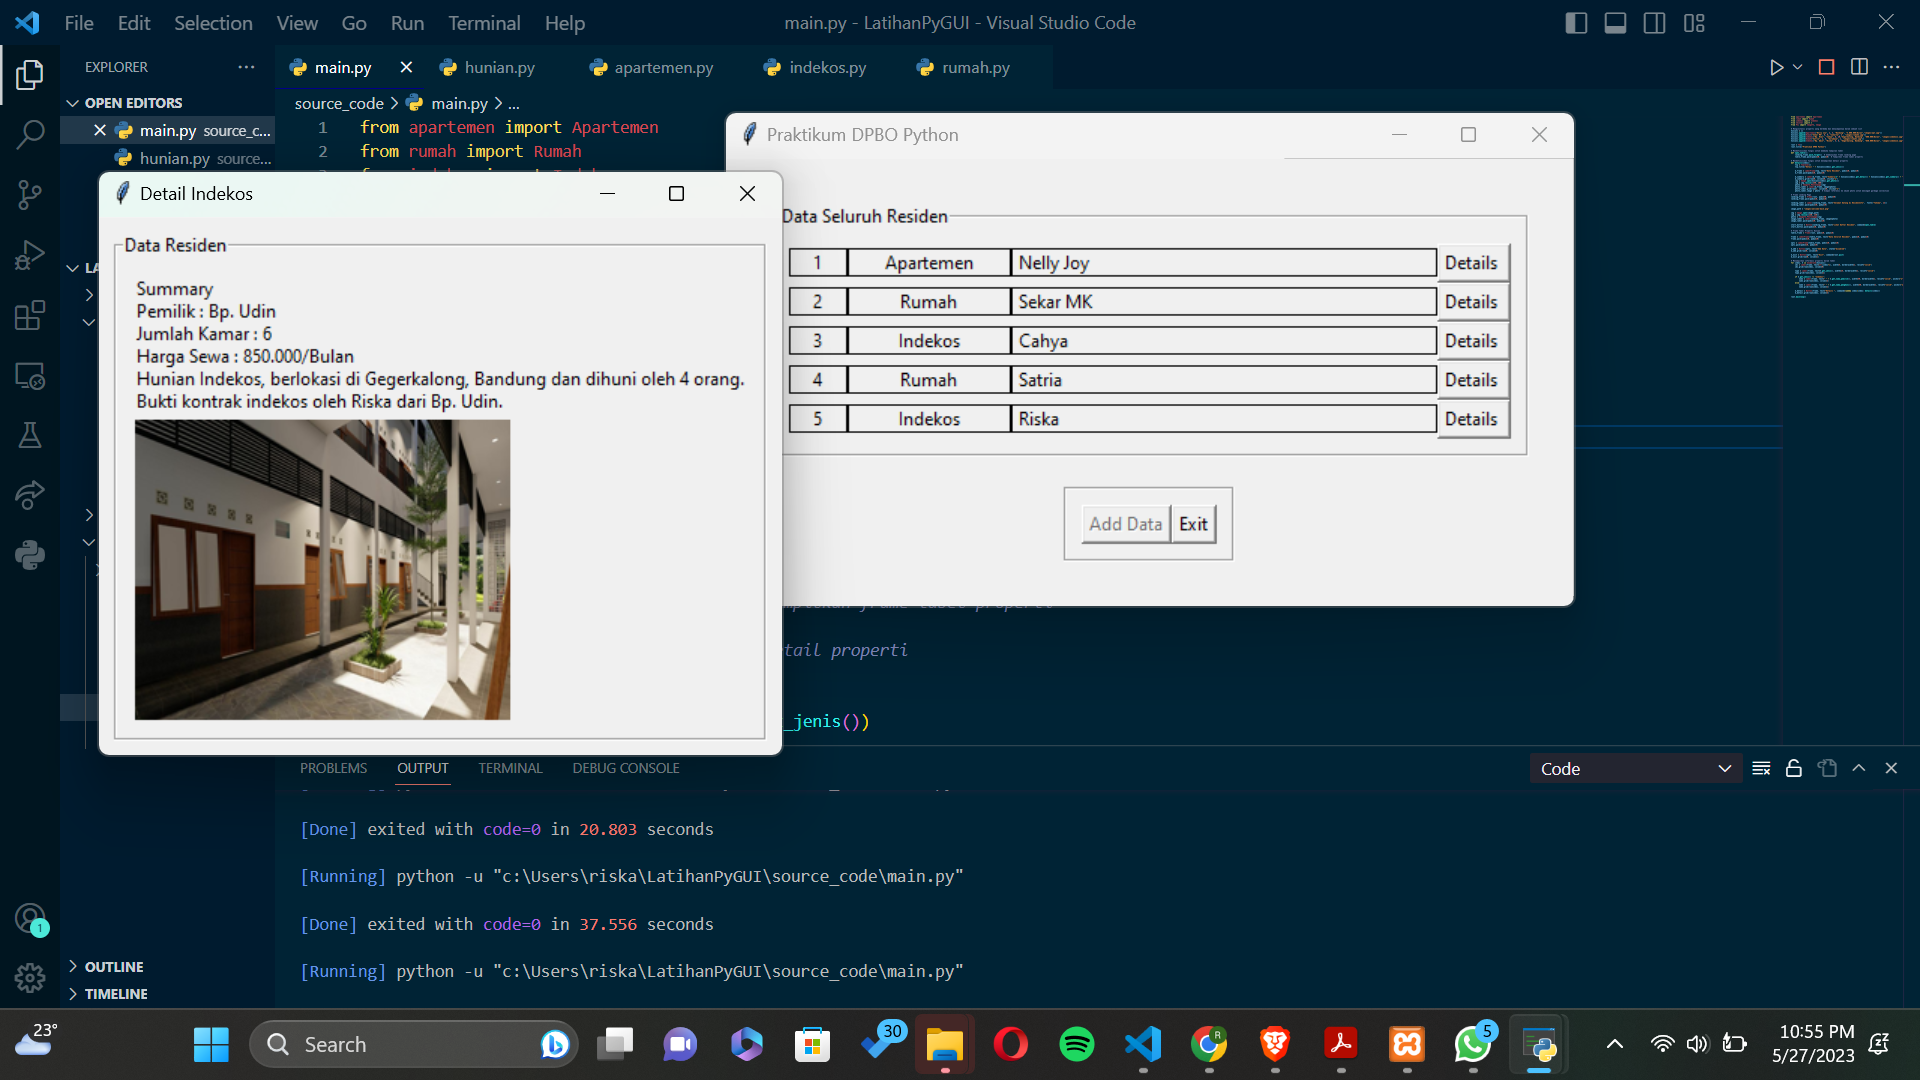 File Edit Selection View Go Run Terminal Help
main.py - LatihanPyGUI - Visual Studio Code
EXPLORER
main.py
hunian.py
apartemen.py
indekos.py
rumah.py
OPEN EDITORS
main.py source_c...
hunian.py source...
source_code > main.py > ...
1 from apartemen import Apartemen
2 from rumah import Rumah
Praktikum DPBO Python
Data Seluruh Residen
1 Apartemen Nelly Joy Details
2 Rumah Sekar MK Details
3 Indekos Cahya Details
4 Rumah Satria Details
5 Indekos Riska Details
Add Data Exit
Detail Indekos
Data Residen
Summary
Pemilik : Bp. Udin
Jumlah Kamar : 6
Harga Sewa : 850.000/Bulan
Hunian Indekos, berlokasi di Gegerkalong, Bandung dan dihuni oleh 4 orang.
Bukti kontrak indekos oleh Riska dari Bp. Udin.
LA
tail properti
_jenis())
PROBLEMS OUTPUT TERMINAL DEBUG CONSOLE
Code
[Done] exited with code=0 in 20.803 seconds
[Running] python -u "c:\Users\riska\LatihanPyGUI\source_code\main.py"
[Done] exited with code=0 in 37.556 seconds
[Running] python -u "c:\Users\riska\LatihanPyGUI\source_code\main.py"
1
OUTLINE
TIMELINE
23°
Search
30
R
5
10:55 PM
5/27/2023